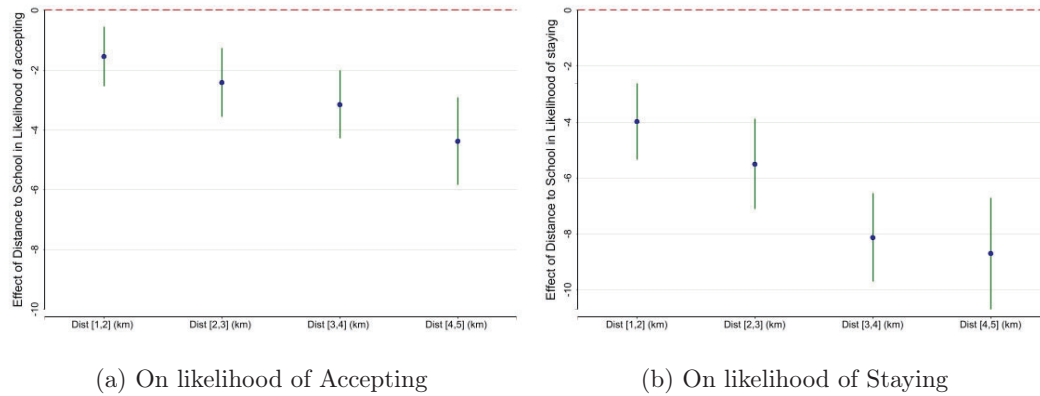 Effect of Distance to School in Likelihood of accepting
0
-2
-4
-6
-8
-10
Dist [1,2] (km) Dist [2,3] (km) Dist [3,4] (km) Dist [4,5] (km)
(a) On likelihood of Accepting
Effect of Distance to School in Likelihood of staying
0
-2
-4
-6
-8
-10
Dist [1,2] (km) Dist [2,3] (km) Dist [3,4] (km) Dist [4,5] (km)
(b) On likelihood of Staying